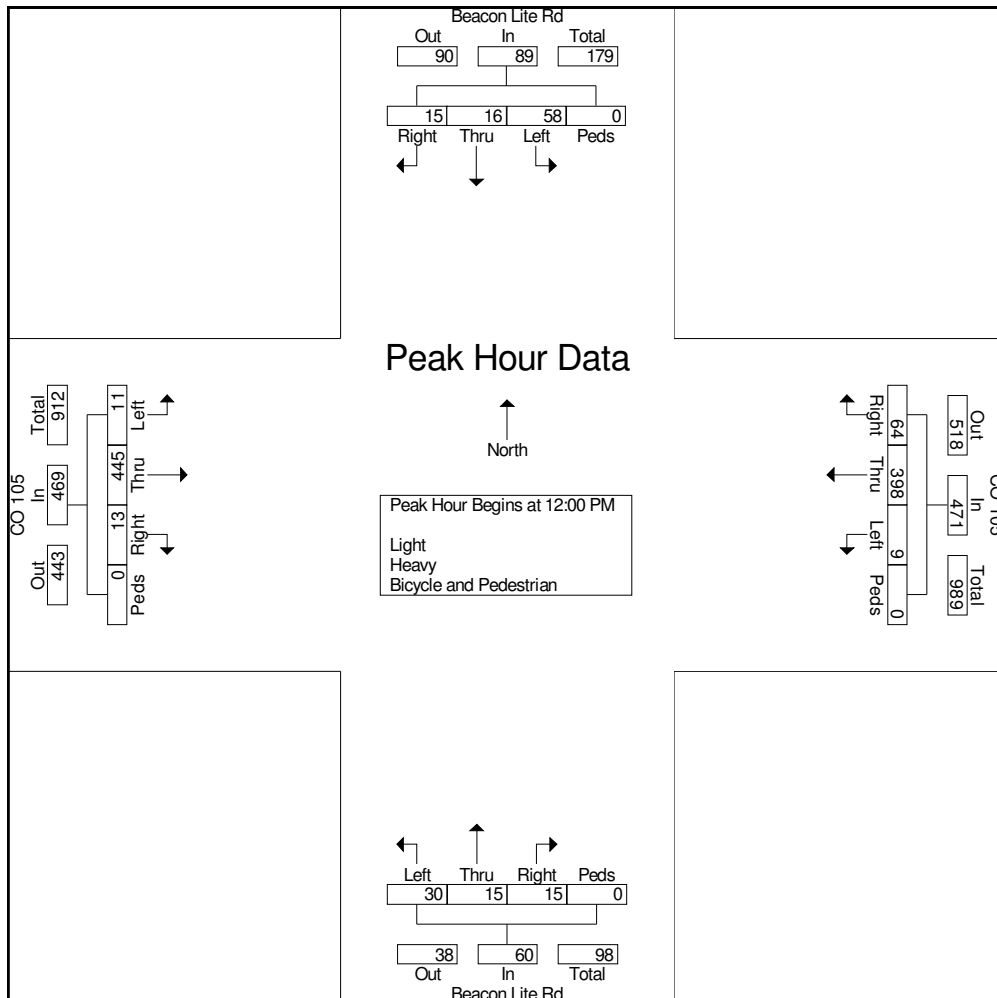 Beacon Lite Rd
Out In Total
90 89 179
15 16 58 0
Right Thru Left Peds
Peak Hour Data
North
Peak Hour Begins at 12:00 PM
Light
Heavy
Bicycle and Pedestrian
CO 105
Total In Out
912 469 443
11 445 13 0
Left Thru Right Peds
CO 105
Out In Total
518 471 989
64 398 9 0
Right Thru Left Peds
Left Thru Right Peds
30 15 15 0
38 60 98
Out In Total
Beacon Lite Rd